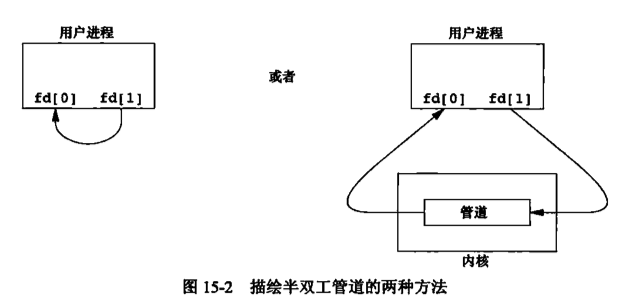 用户进程
fd[0] fd[1]
或者
用户进程
fd[0] fd[1]
管道
内核
图 15-2 描绘半双工管道的两种方法